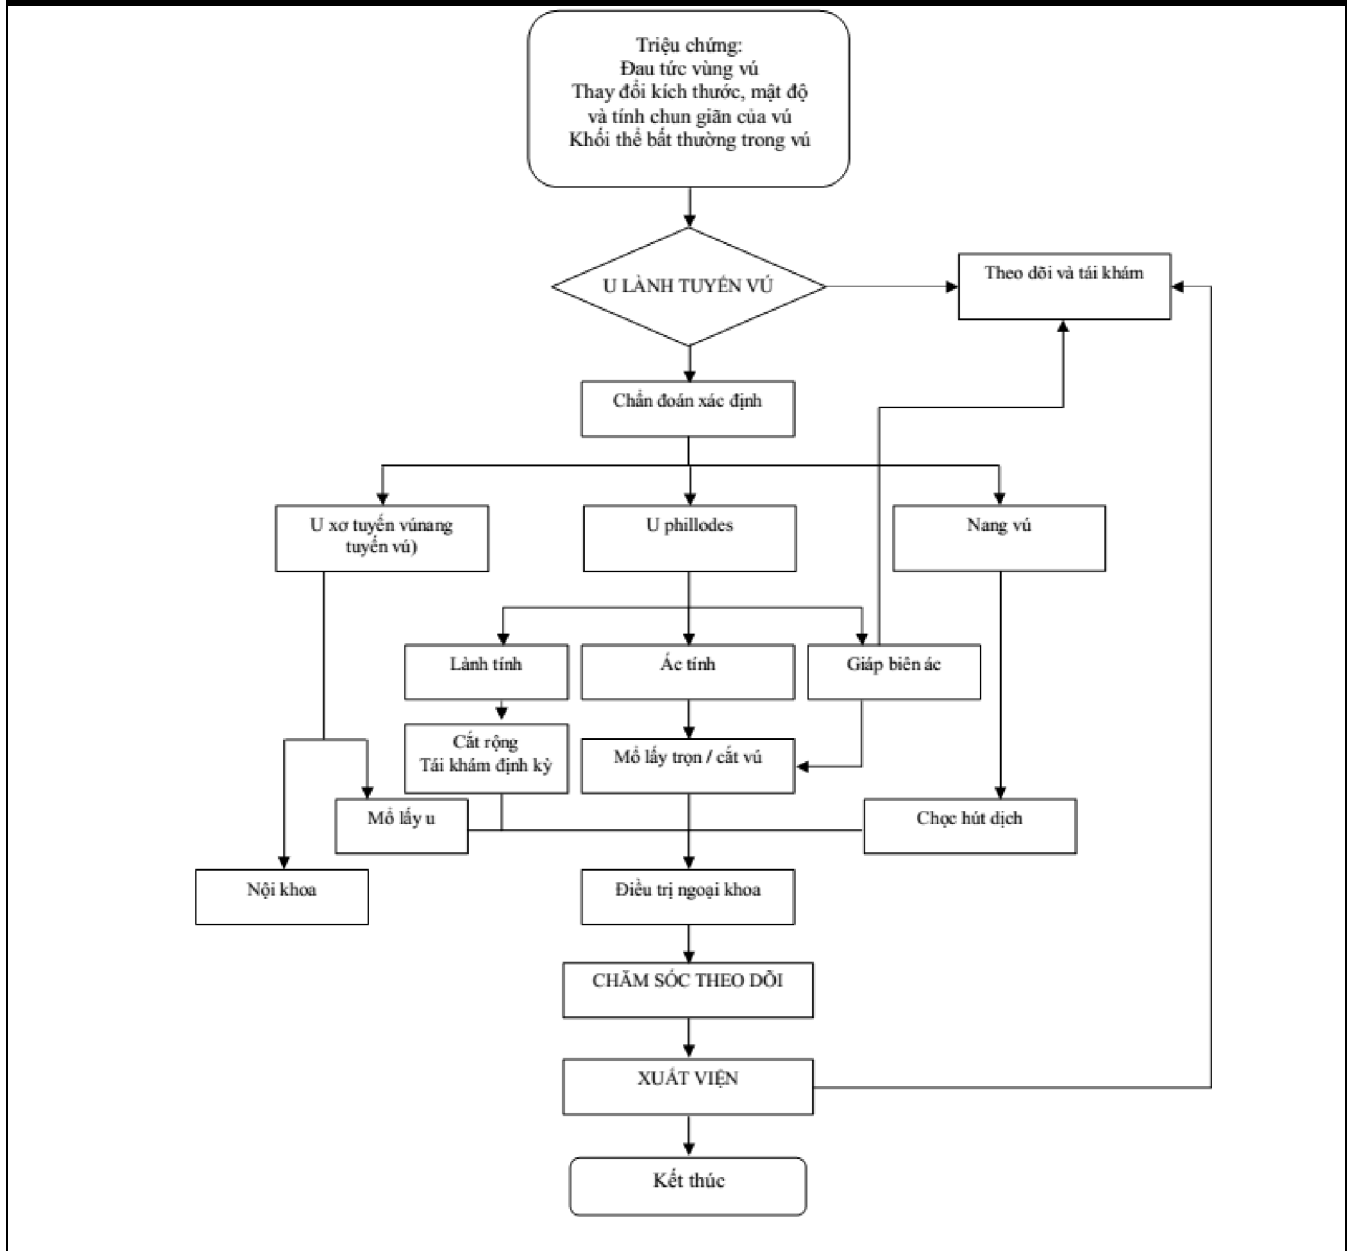 Triệu chứng:
Đau tức vùng vú
Thay đổi kích thước, mật độ
và tính chun giãn của vú
Khối thể bất thường trong vú
U LÀNH TUYẾN VÚ
Theo dõi và tái khám
Chẩn đoán xác định
U xơ tuyến vúnang
tuyến vú)
U phillodes
Nang vú
Lành tính
Ác tính
Giáp biên ác
Cắt rộng
Tái khám định kỳ
Mổ lấy trọn / cắt vú
Mổ lấy u
Chọc hút dịch
Nội khoa
Điều trị ngoại khoa
CHĂM SÓC THEO DÕI
XUẤT VIỆN
Kết thúc